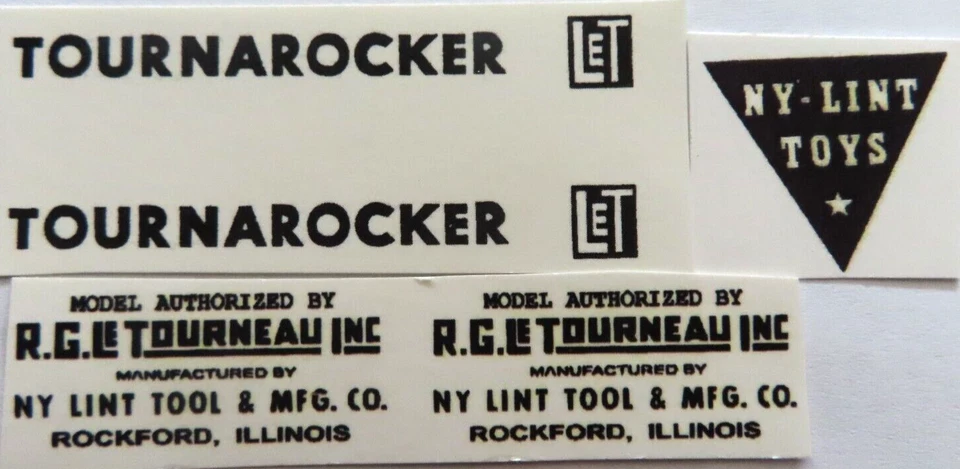 TOURNAROCKER LET
TOURNAROCKER LET
NY-LINT
TOYS
MODEL AUTHORIZED BY
R.G. LETOURNEAU INC
MANUFACTURED BY
NY LINT TOOL & MFG. CO.
ROCKFORD, ILLINOIS
MODEL AUTHORIZED BY
R.G. LETOURNEAU INC
MANUFACTURED BY
NY LINT TOOL & MFG. CO.
ROCKFORD, ILLINOIS